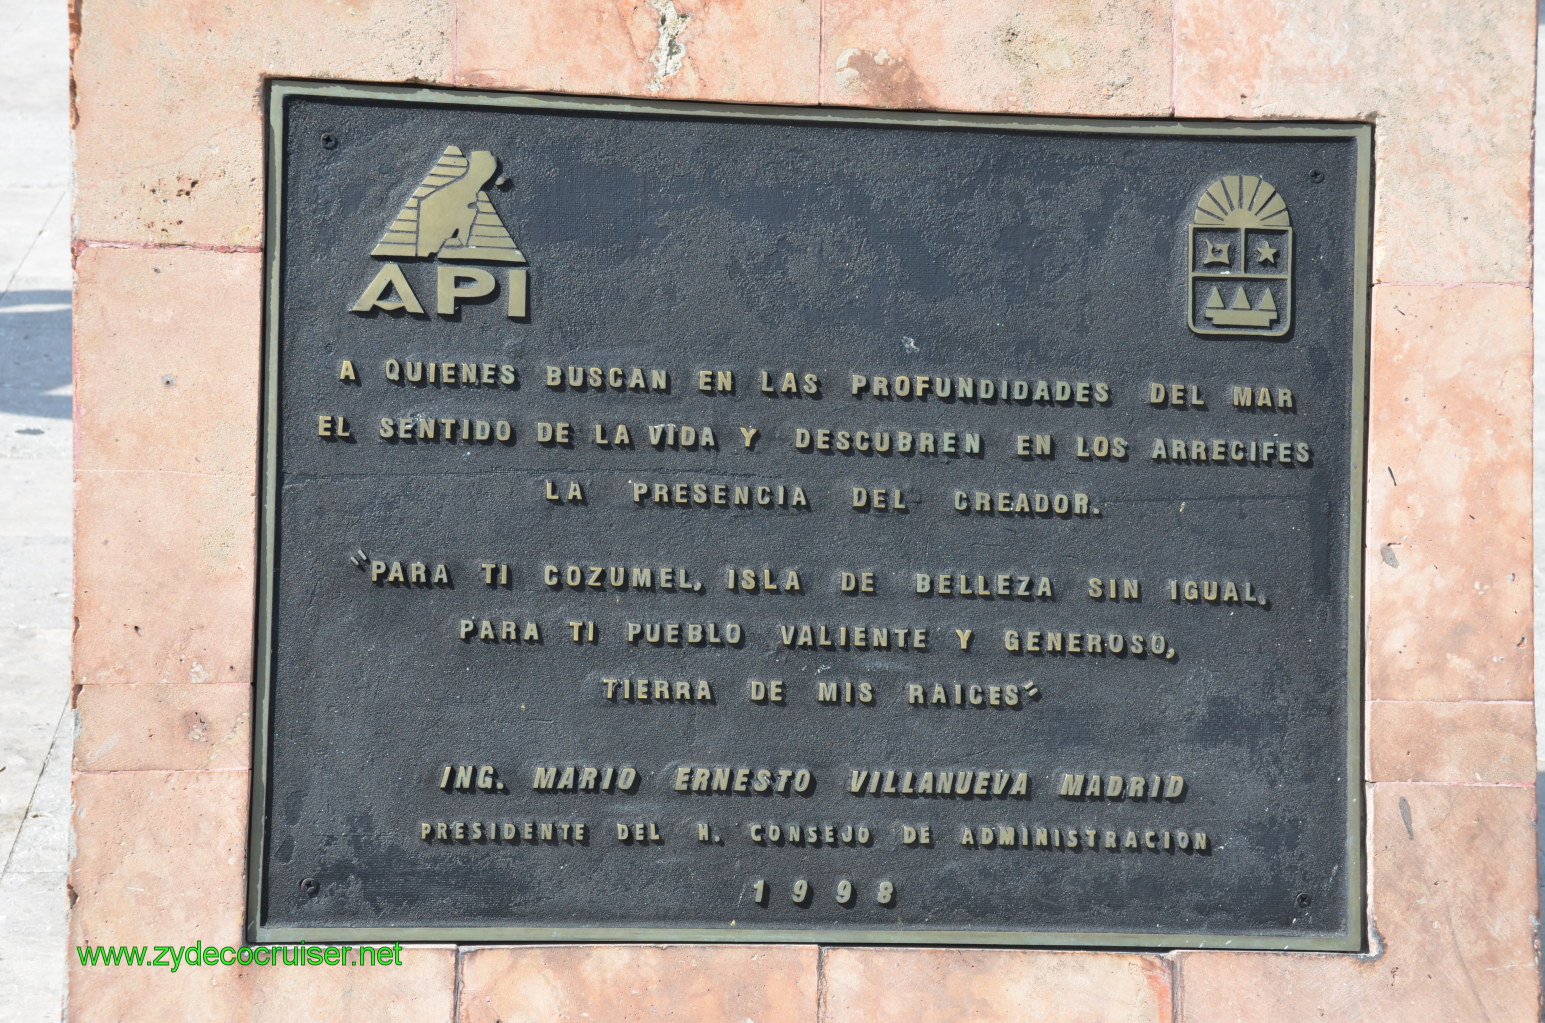 API
A QUIENES BUSCAN EN LAS PROFUNDIDADES DEL MAR
EL SENTIDO DE LA VIDA Y DESCUBREN EN LOS ARRECIFES
LA PRESENCIA DEL CREADOR.
"PARA TI COZUMEL, ISLA DE BELLEZA SIN IGUAL,
PARA TI PUEBLO VALIENTE Y GENEROSO,
TIERRA DE MIS RAICES"
ING. MARIO ERNESTO VILLANUEVA MADRID
PRESIDENTE DEL H. CONSEJO DE ADMINISTRACION
1998
www.zydecocruiser.net